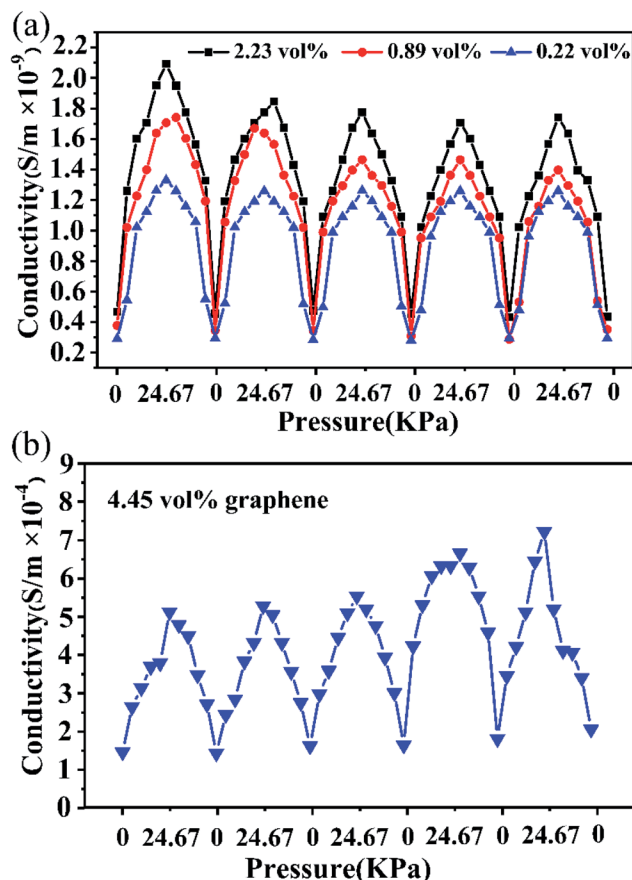 (a)
2.23 vol% 0.89 vol% 0.22 vol%
2.2
2.0
1.8
1.6
1.4
1.2
1.0
0.8
0.6
0.4
0.2
Conductivity(S/m ×10⁻⁹)
0 24.67 0 24.67 0 24.67 0 24.67 0 24.67 0
Pressure(KPa)
(b)
4.45 vol% graphene
9
8
7
6
5
4
3
2
1
0
Conductivity(S/m ×10⁻⁴)
0 24.67 0 24.67 0 24.67 0 24.67 0 24.67 0
Pressure(KPa)